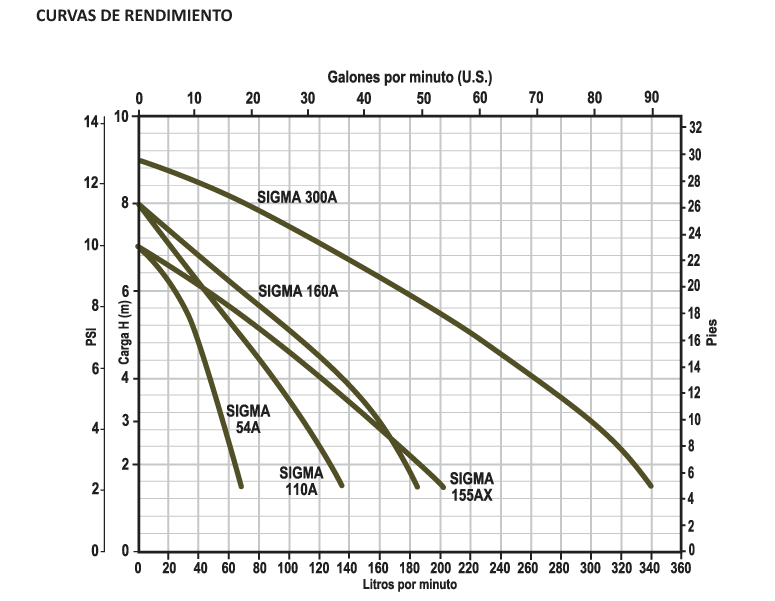 CURVAS DE RENDIMIENTO
Galones por minuto (U.S.)
0 10 20 30 40 50 60 70 80 90
14
12
10
8
6
4
2
0
PSI
10
8
6
4
3
2
0
Carga H (m)
SIGMA 300A
SIGMA 160A
SIGMA
54A
SIGMA
110A
SIGMA
155AX
32
30
28
26
24
22
20
18
16
14
12
10
8
6
4
2
0
Pies
0 20 40 60 80 100 120 140 160 180 200 220 240 260 280 300 320 340 360
Litros por minuto